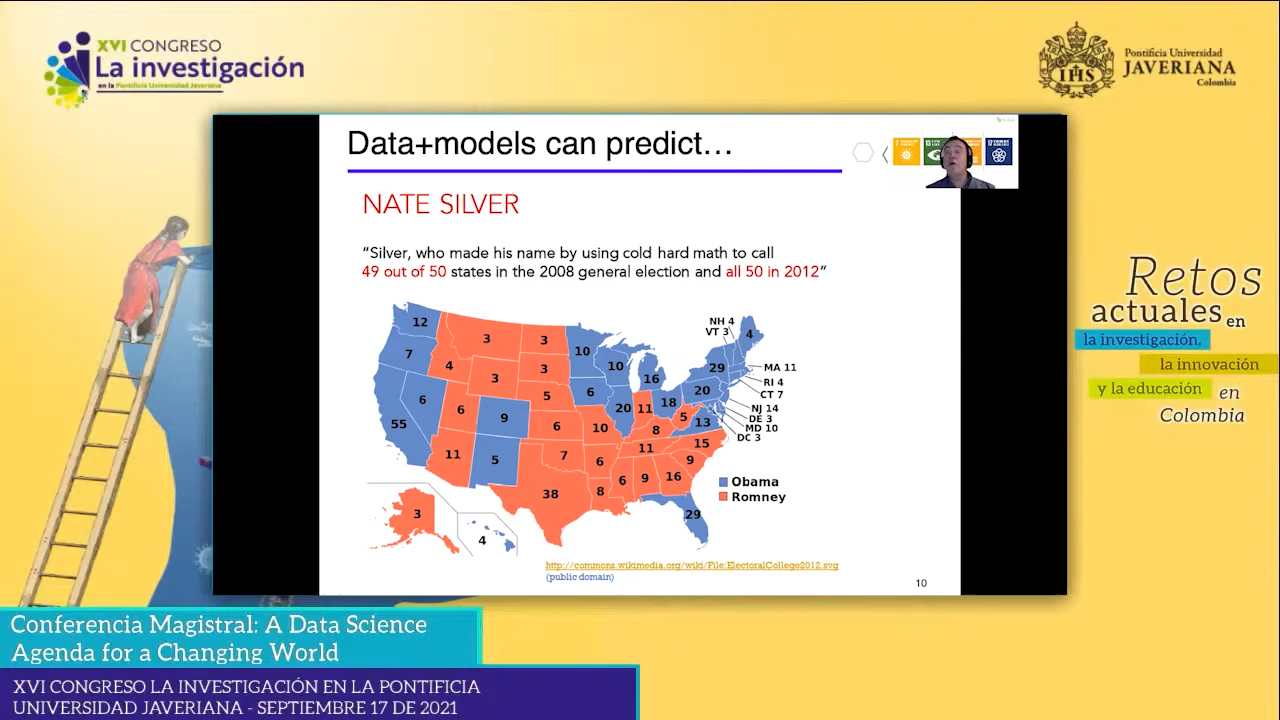 XVI CONGRESO
La investigación
en la Pontificia Universidad Javeriana
Pontificia Universidad
JAVERIANA
Colombia
IHS
Data+models can predict…
NATE SILVER
“Silver, who made his name by using cold hard math to call
49 out of 50 states in the 2008 general election and all 50 in 2012”
12
3
3
10
NH 4
VT 3
4
7
4
3
3
10
16
29
MA 11
RI 4
CT 7
6
5
6
20
NJ 14
DE 3
MD 10
DC 3
55
6
9
6
10
20
11
18
5
13
8
11
5
7
6
11
15
9
38
8
6
9
16
29
3
4
Obama
Romney
http://commons.wikimedia.org/wiki/File:ElectoralCollege2012.svg
(public domain)
10
Retos
actuales en
la investigación,
la innovación
y la educación en
Colombia
Conferencia Magistral: A Data Science
Agenda for a Changing World
XVI CONGRESO LA INVESTIGACIÓN EN LA PONTIFICIA
UNIVERSIDAD JAVERIANA - SEPTIEMBRE 17 DE 2021